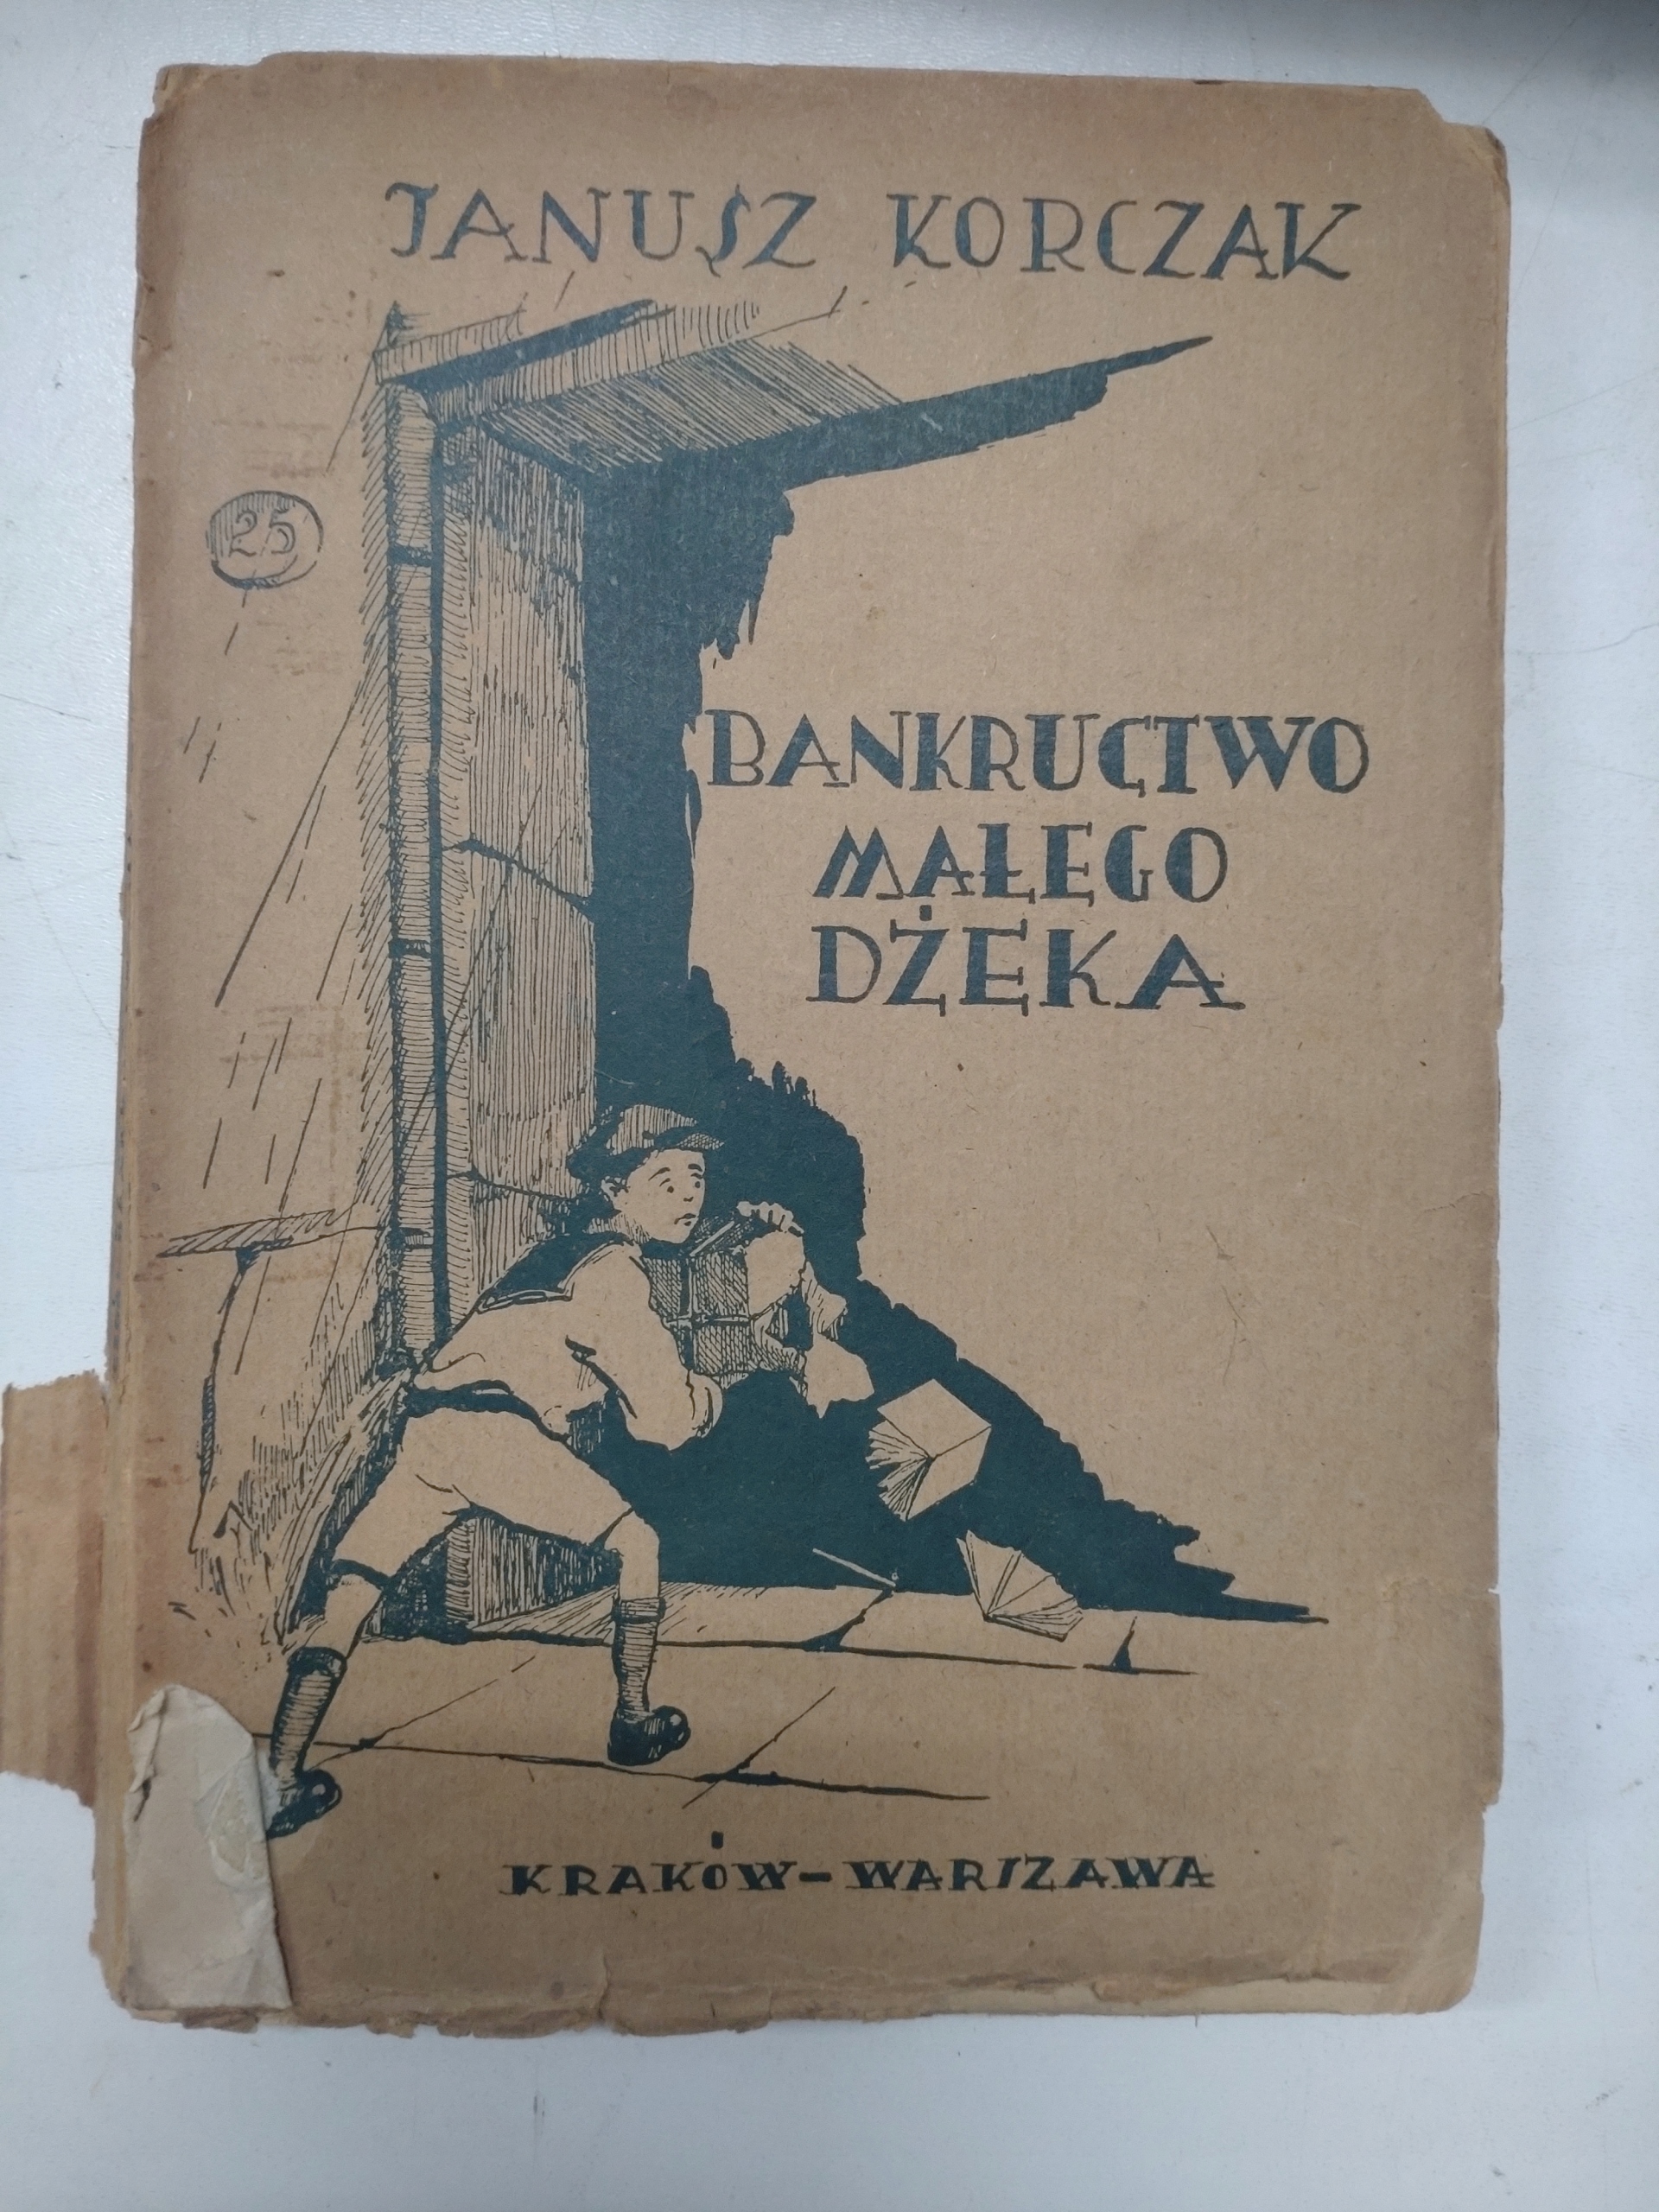 JANUSZ KORCZAK
25
BANKRUCTWO
MAŁEGO
DŻEKA
KRAKÓW-WARSZAWA